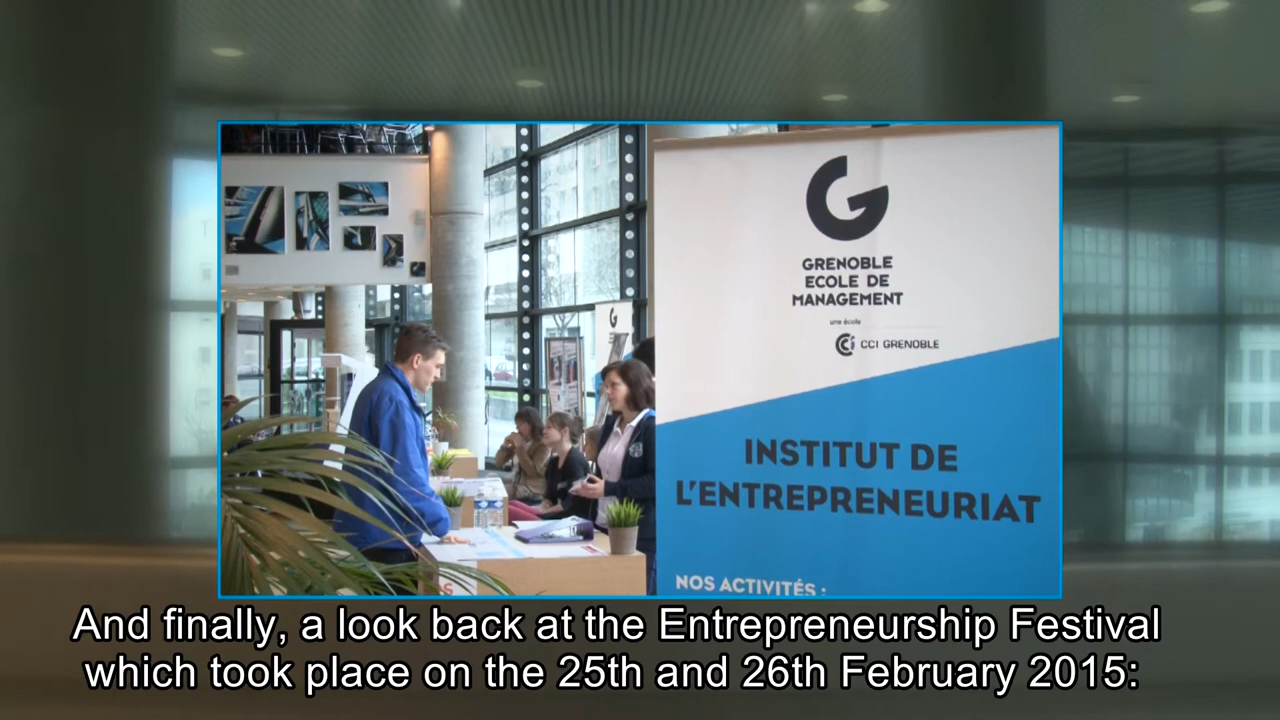 GRENOBLE
ECOLE DE
MANAGEMENT
une école
CCI GRENOBLE
INSTITUT DE
L'ENTREPRENEURIAT
NOS ACTIVITÉS :
And finally, a look back at the Entrepreneurship Festival
which took place on the 25th and 26th February 2015: